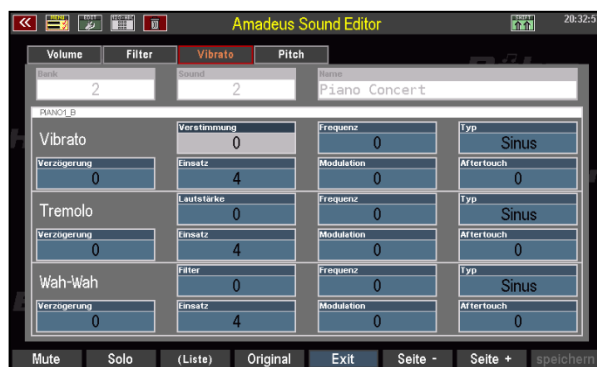 Amadeus Sound Editor 20:32:5
Volume Filter Vibrato Pitch
Bank Sound Name
2 2 Piano Concert
PIANO1_B
Vibrato Verstimmung 0 Frequenz 0 Typ Sinus
Verzögerung 0 Einsatz 4 Modulation 0 Aftertouch 0
Tremolo Lautstärke 0 Frequenz 0 Typ Sinus
Verzögerung 0 Einsatz 4 Modulation 0 Aftertouch 0
Wah-Wah Filter 0 Frequenz 0 Typ Sinus
Verzögerung 0 Einsatz 4 Modulation 0 Aftertouch 0
Mute Solo (Liste) Original Exit Seite - Seite + speichern